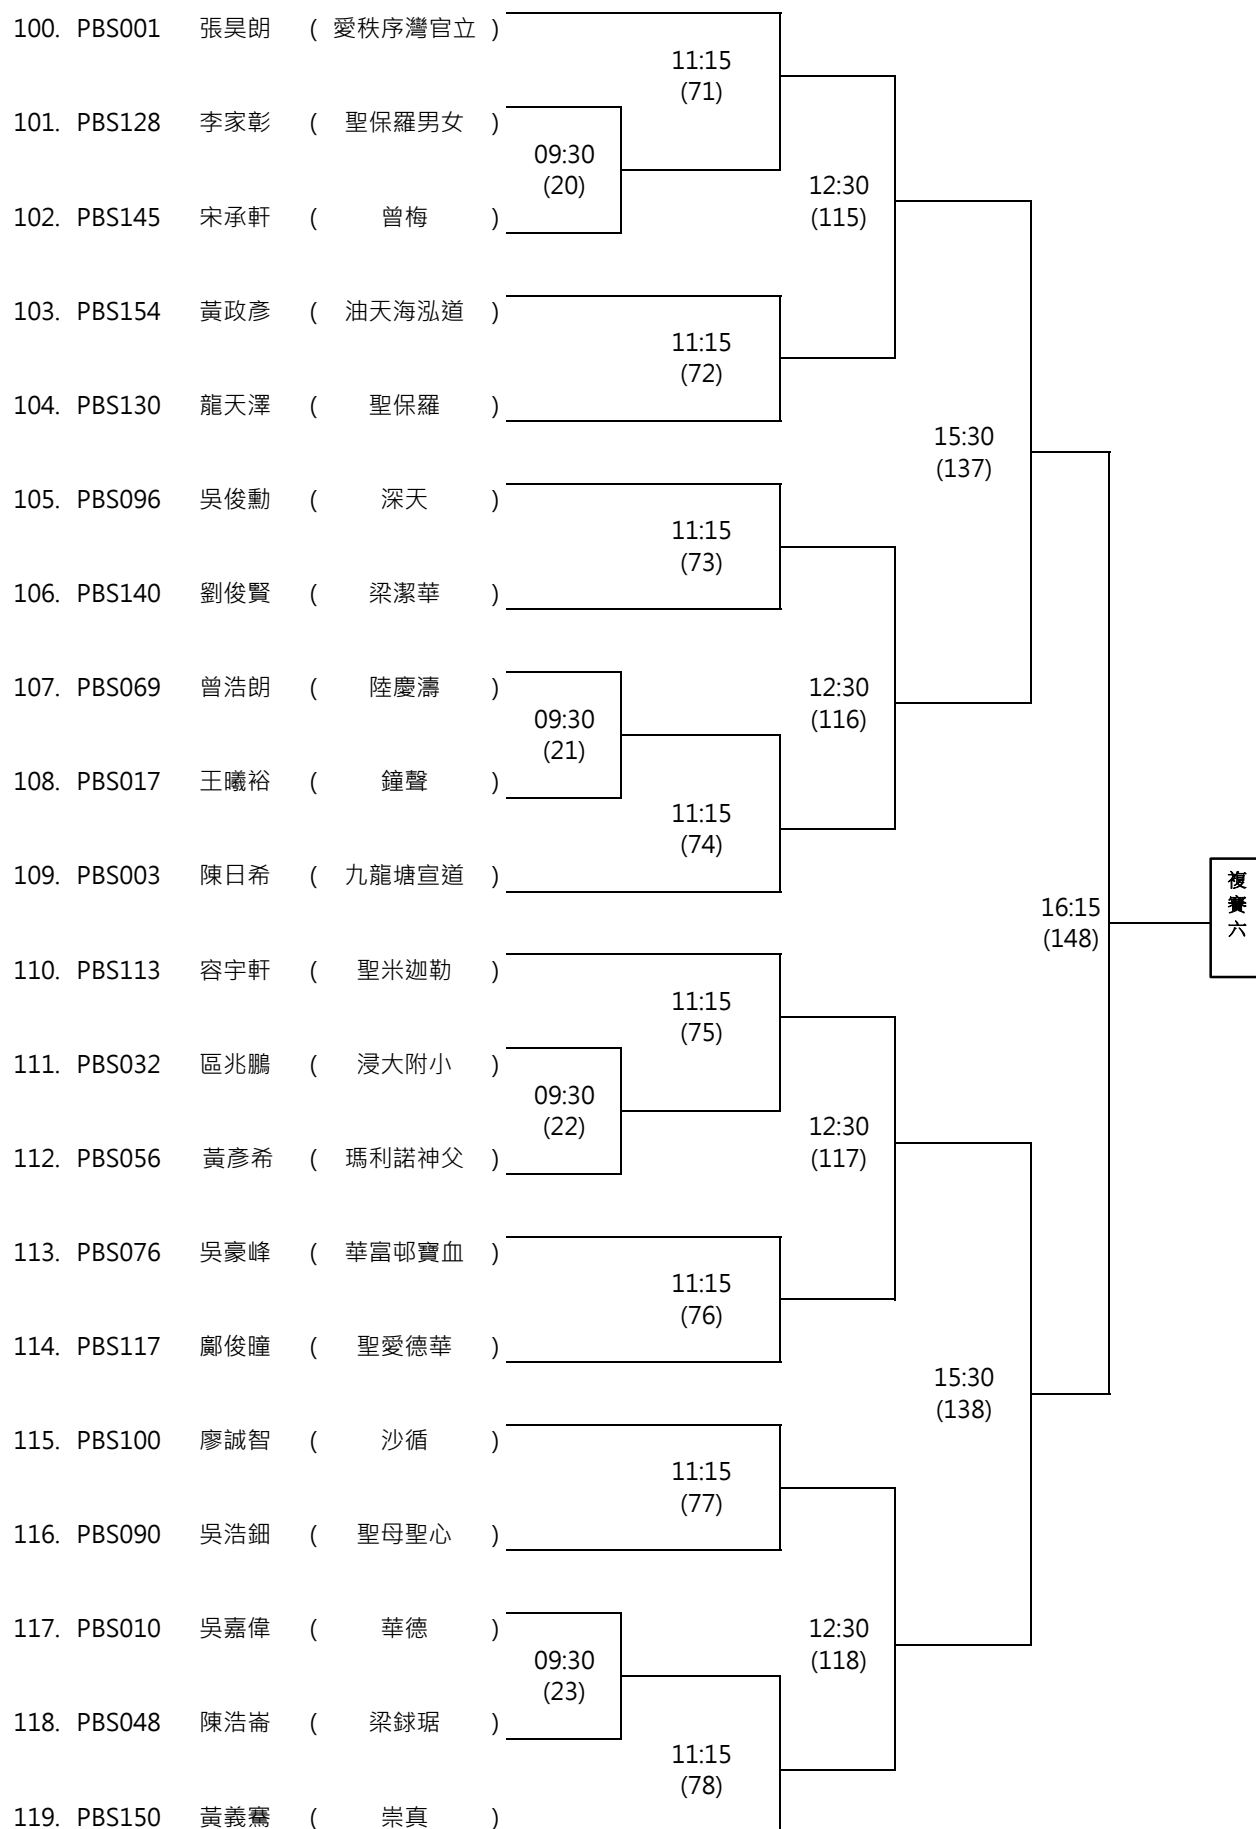 100. PBS001 張昊朗 ( 愛秩序灣官立 )
11:15
(71)
101. PBS128 李家彰 ( 聖保羅男女 )
09:30
(20)
12:30
(115)
102. PBS145 宋承軒 ( 曾梅 )
103. PBS154 黃政彥 ( 油天海泓道 )
11:15
(72)
104. PBS130 龍天澤 ( 聖保羅 )
15:30
(137)
105. PBS096 吳俊勳 ( 深天 )
11:15
(73)
106. PBS140 劉俊賢 ( 梁潔華 )
107. PBS069 曾浩朗 ( 陸慶濤 )
09:30
(21)
12:30
(116)
108. PBS017 王曦裕 ( 鐘聲 )
11:15
(74)
109. PBS003 陳日希 ( 九龍塘宣道 )
16:15
(148)
複賽六
110. PBS113 容宇軒 ( 聖米迦勒 )
11:15
(75)
111. PBS032 區兆鵬 ( 浸大附小 )
09:30
(22)
12:30
(117)
112. PBS056 黃彥希 ( 瑪利諾神父 )
113. PBS076 吳豪峰 ( 華富邨寶血 )
11:15
(76)
114. PBS117 鄺俊曈 ( 聖愛德華 )
15:30
(138)
115. PBS100 廖誠智 ( 沙循 )
11:15
(77)
116. PBS090 吳浩鈿 ( 聖母聖心 )
117. PBS010 吳嘉偉 ( 華德 )
09:30
(23)
12:30
(118)
118. PBS048 陳浩崙 ( 梁銶琚 )
11:15
(78)
119. PBS150 黃義騫 ( 崇真 )